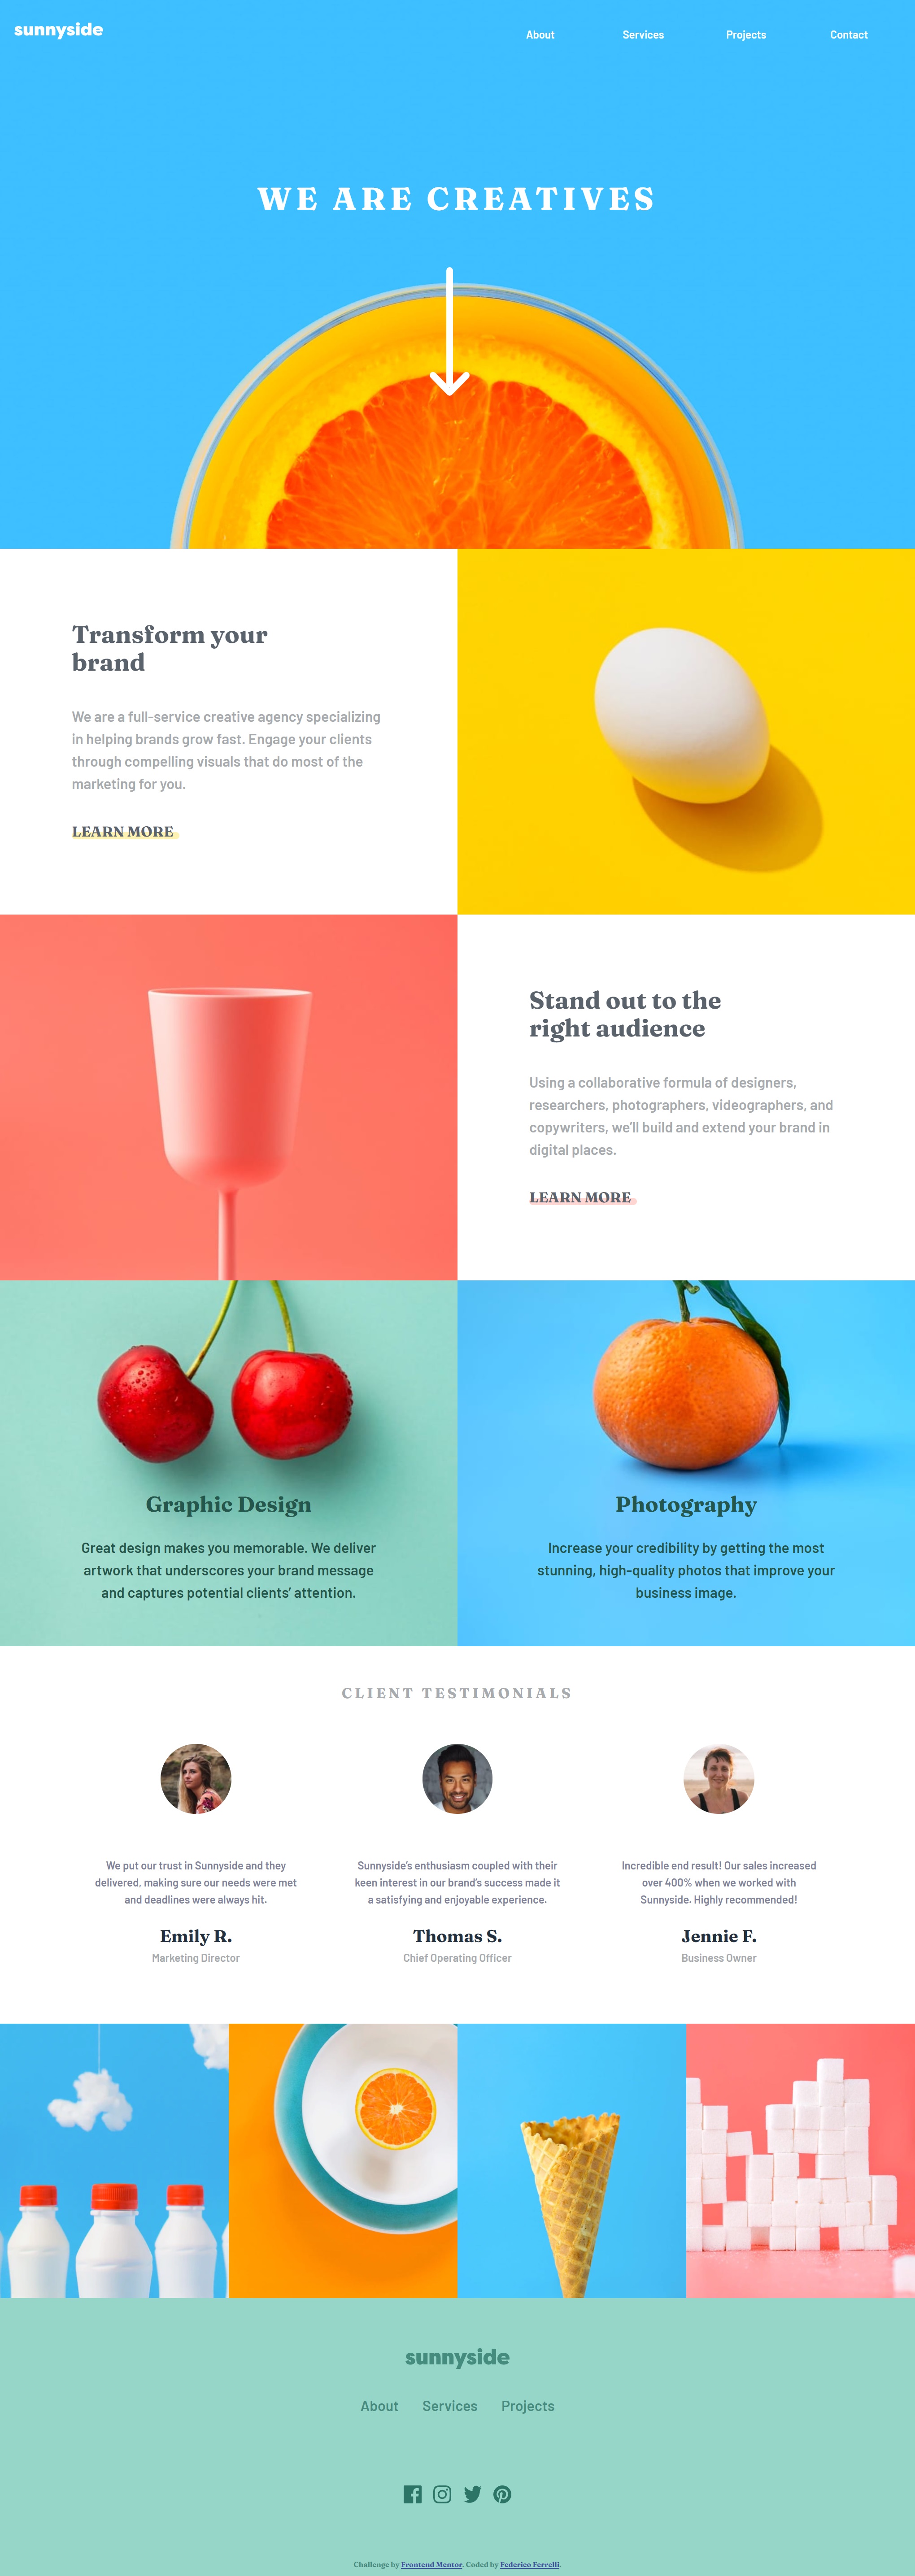 sunnyside
About Services Projects Contact
WE ARE CREATIVES
Transform your
brand
We are a full-service creative agency specializing
in helping brands grow fast. Engage your clients
through compelling visuals that do most of the
marketing for you.
LEARN MORE
Stand out to the
right audience
Using a collaborative formula of designers,
researchers, photographers, videographers, and
copywriters, we'll build and extend your brand in
digital places.
LEARN MORE
Graphic Design
Great design makes you memorable. We deliver
artwork that underscores your brand message
and captures potential clients' attention.
Photography
Increase your credibility by getting the most
stunning, high-quality photos that improve your
business image.
CLIENT TESTIMONIALS
We put our trust in Sunnyside and they
delivered, making sure our needs were met
and deadlines were always hit.
Emily R.
Marketing Director
Sunnyside's enthusiasm coupled with their
keen interest in our brand's success made it
a satisfying and enjoyable experience.
Thomas S.
Chief Operating Officer
Incredible end result! Our sales increased
over 400% when we worked with
Sunnyside. Highly recommended!
Jennie F.
Business Owner
sunnyside
About Services Projects
Challenge by Frontend Mentor. Coded by Federico Ferrelli.